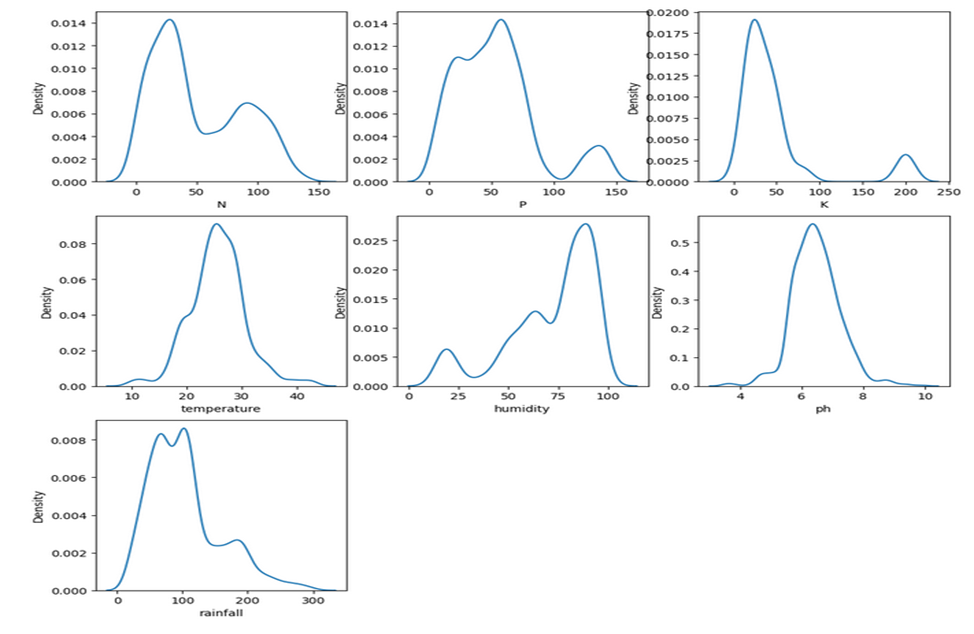 Density
0.014
0.012
0.010
0.008
0.006
0.004
0.002
0.000
0 50 100 150
N
Density
0.014
0.012
0.010
0.008
0.006
0.004
0.002
0.000
0 50 100 150
P
Density
0.0200
0.0175
0.0150
0.0125
0.0100
0.0075
0.0050
0.0025
0.0000
0 50 100 150 200 250
K
Density
0.08
0.06
0.04
0.02
0.00
10 20 30 40
temperature
Density
0.025
0.020
0.015
0.010
0.005
0.000
0 25 50 75 100
humidity
Density
0.5
0.4
0.3
0.2
0.1
0.0
4 6 8 10
ph
Density
0.008
0.006
0.004
0.002
0.000
0 100 200 300
rainfall